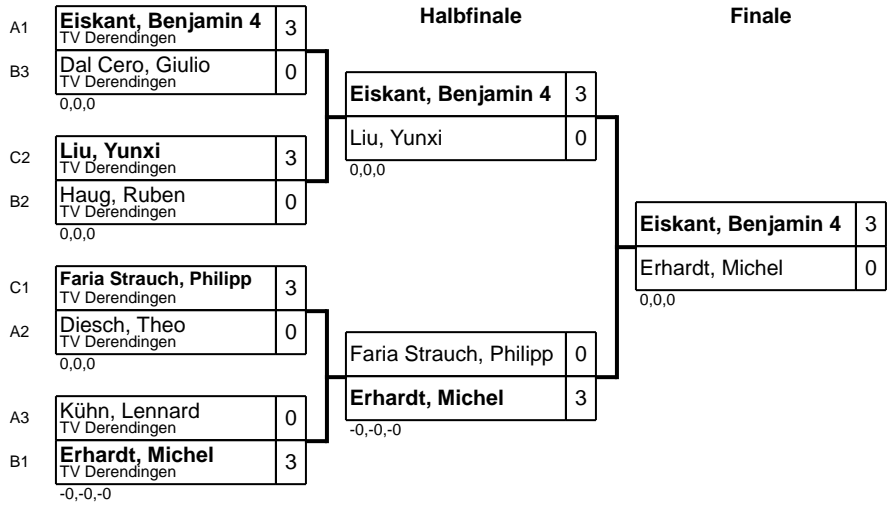 Halbfinale
Finale
A1
Eiskant, Benjamin 4
3
TV Derendingen
B3
Dal Cero, Giulio
0
TV Derendingen
0,0,0
C2
Liu, Yunxi
3
TV Derendingen
B2
Haug, Ruben
0
TV Derendingen
0,0,0
C1
Faria Strauch, Philipp
3
TV Derendingen
A2
Diesch, Theo
0
TV Derendingen
0,0,0
A3
Kühn, Lennard
0
TV Derendingen
B1
Erhardt, Michel
3
TV Derendingen
-0,-0,-0
Eiskant, Benjamin 4
3
Liu, Yunxi
0
0,0,0
Faria Strauch, Philipp
0
Erhardt, Michel
3
-0,-0,-0
Eiskant, Benjamin 4
3
Erhardt, Michel
0
0,0,0